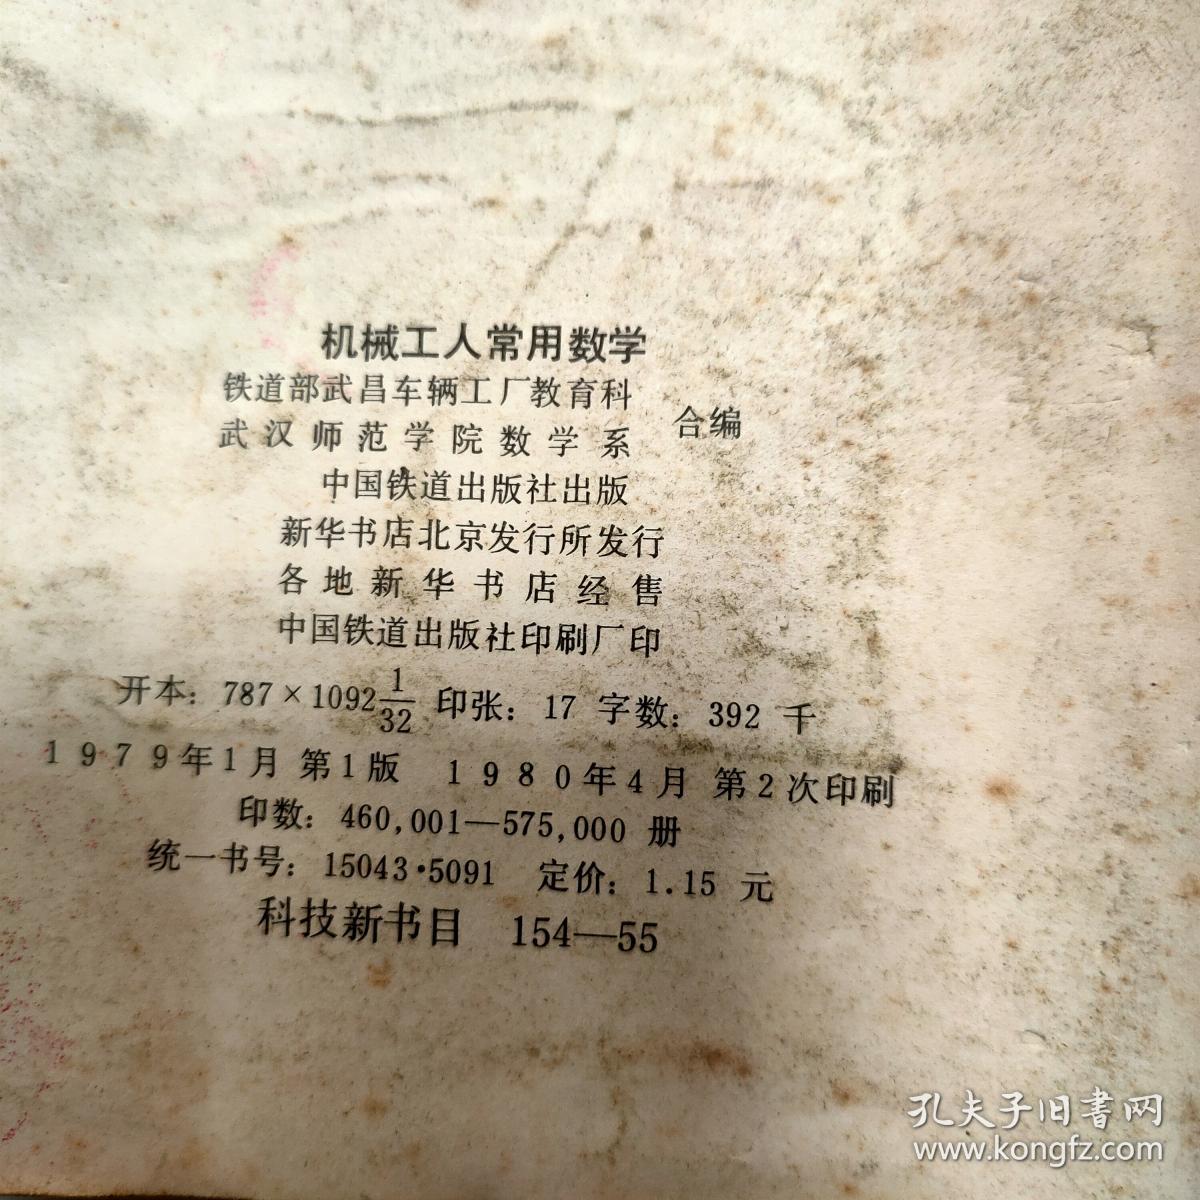 机械工人常用数学
铁道部武昌车辆工厂教育科
武汉师范学院数学系
合编
中国铁道出版社出版
新华书店北京发行所发行
各地新华书店经售
中国铁道出版社印刷厂印
开本：787×1092 1/32 印张：17 字数：392 千
1979年1月 第1版 1980年4月 第2次印刷
印数：460,001—575,000 册
统一书号：15043·5091 定价：1.15 元
科技新书目 154—55
孔夫子旧书网
www.kongfz.com